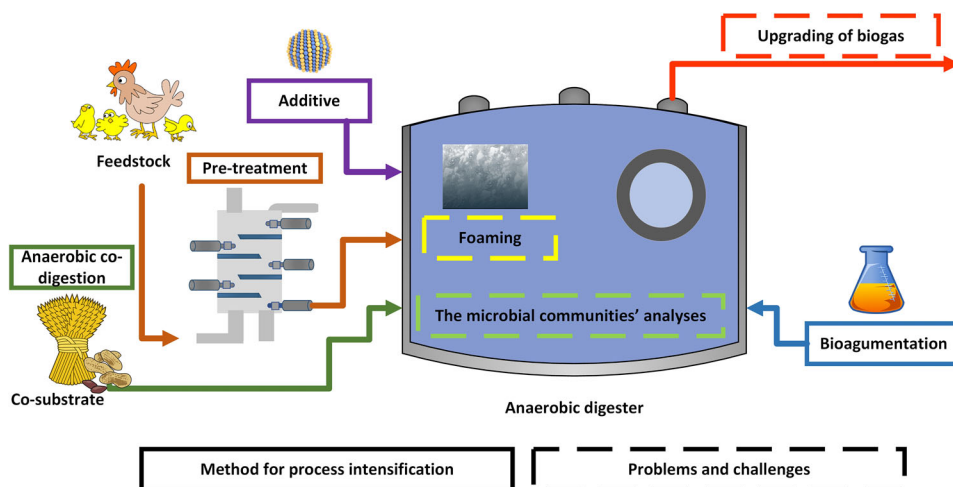 Upgrading of biogas
Additive
Feedstock
Pre-treatment
Foaming
Anaerobic co-
digestion
The microbial communities' analyses
Bioagumentation
Co-substrate
Anaerobic digester
Method for process intensification
Problems and challenges